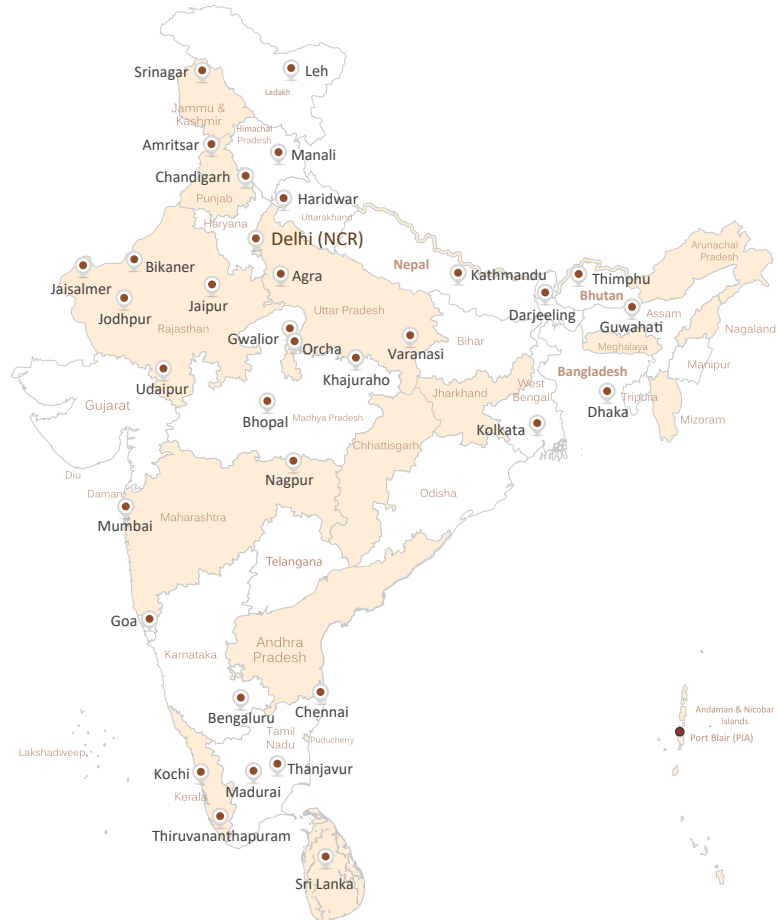 Srinagar
Leh
Ladakh
Jammu &
Kashmir
Himachal
Pradesh
Amritsar
Manali
Chandigarh
Punjab
Haridwar
Uttarakhand
Haryana
Delhi (NCR)
Arunachal
Pradesh
Nepal
Bikaner
Jaisalmer
Agra
Kathmandu
Thimphu
Bhutan
Jaipur
Jodhpur
Uttar Pradesh
Darjeeling
Assam
Guwahati
Nagaland
Rajasthan
Gwalior
Orcha
Varanasi
Bihar
Meghalaya
Khajuraho
Bangladesh
Manipur
Udaipur
Jharkhand
West
Bengal
Tripura
Dhaka
Gujarat
Bhopal
Madhya Pradesh
Mizoram
Kolkata
Chhattisgarh
Diu
Nagpur
Daman
Odisha
Mumbai
Maharashtra
Telangana
Goa
Andhra
Pradesh
Karnataka
Bengaluru
Chennai
Andaman & Nicobar
Islands
Port Blair (PIA)
Tamil
Nadu
Puducherry
Lakshadweep
Kochi
Thanjavur
Madurai
Kerala
Thiruvananthapuram
Sri Lanka